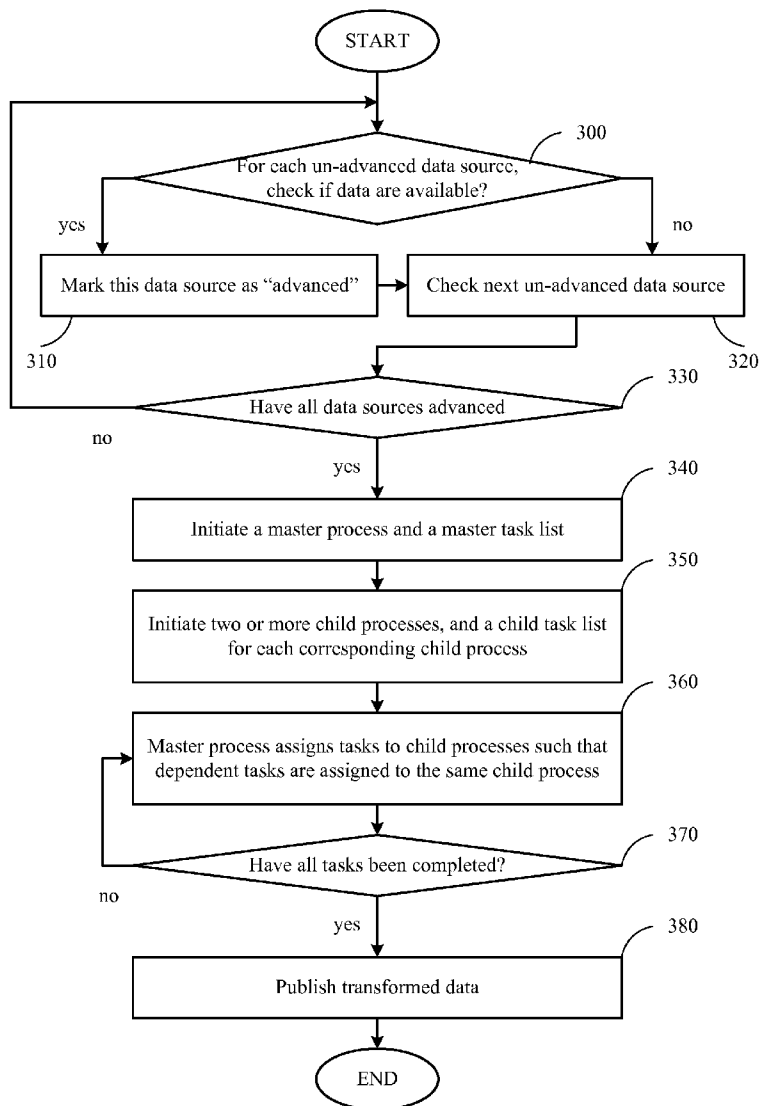 START
300
For each un-advanced data source,
check if data are available?
yes
no
Mark this data source as “advanced”
Check next un-advanced data source
310
320
330
Have all data sources advanced
no
yes
340
Initiate a master process and a master task list
350
Initiate two or more child processes, and a child task list
for each corresponding child process
360
Master process assigns tasks to child processes such that
dependent tasks are assigned to the same child process
370
Have all tasks been completed?
no
yes
380
Publish transformed data
END